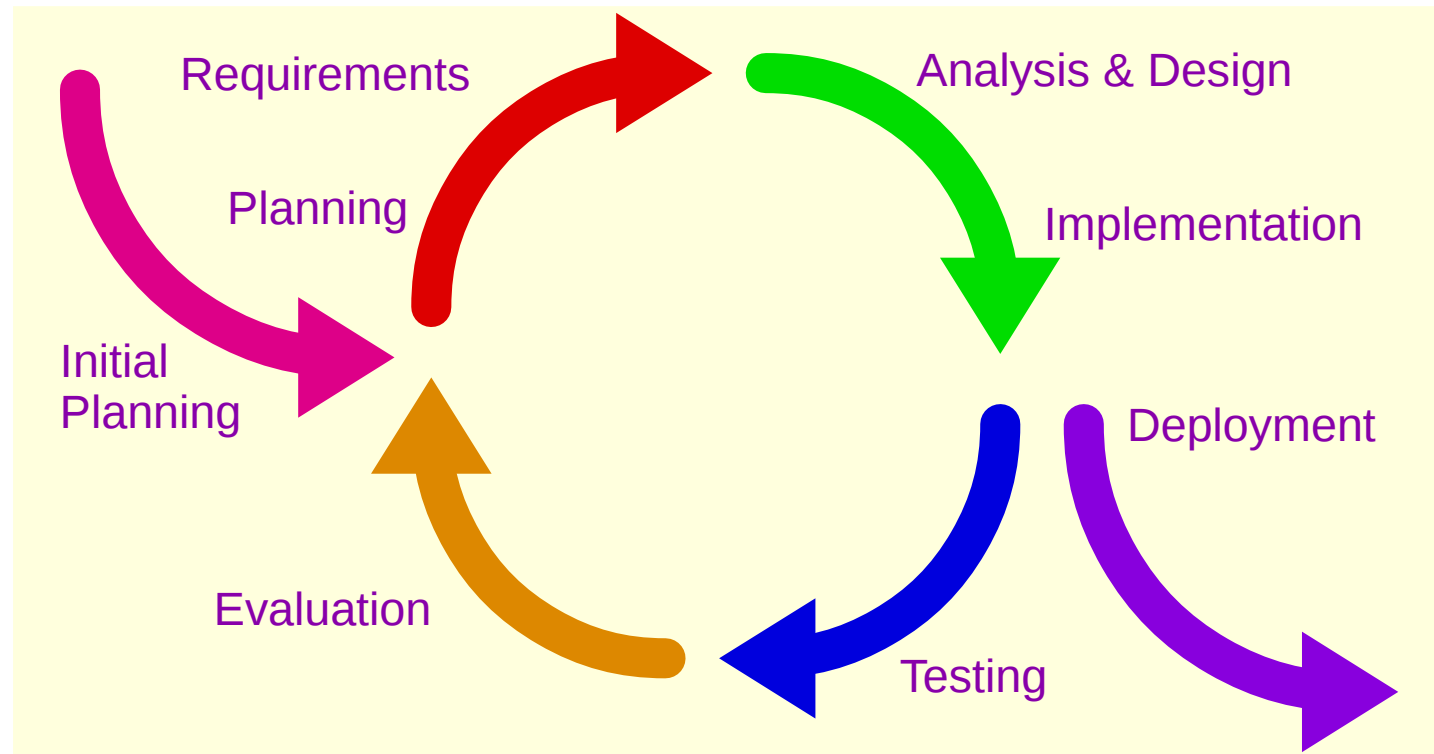 Requirements
Analysis & Design
Planning
Implementation
Initial
Planning
Deployment
Evaluation
Testing